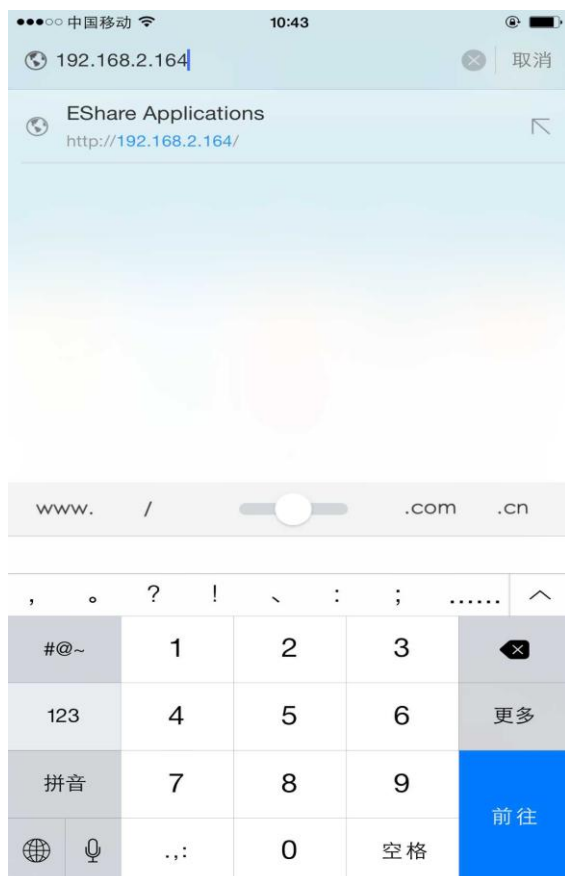 中国移动 10:43
192.168.2.164 取消
EShare Applications
http://192.168.2.164/
www. / .com .cn
， 。 ? ! 、 : ; ......
#@~ 1 2 3
123 4 5 6 更多
拼音 7 8 9
前往
.,: 0 空格